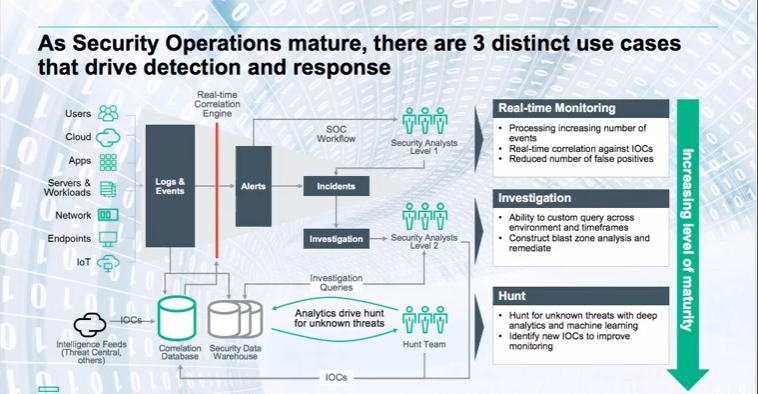 As Security Operations mature, there are 3 distinct use cases
that drive detection and response
Users
Cloud
Apps
Servers &
Workloads
Network
Endpoints
IoT
Logs &
Events
Real-time
Correlation
Engine
Alerts
SOC
Workflow
Incidents
Investigation
Security Analysts
Level 1
Security Analysts
Level 2
Investigation
Queries
Intelligence Feeds
(Threat Central,
others)
IOCs
Correlation
Database
Security Data
Warehouse
Analytics drive hunt
for unknown threats
Hunt Team
IOCs
Real-time Monitoring
• Processing increasing number of
events
• Real-time correlation against IOCs
• Reduced number of false positives
Investigation
• Ability to custom query across
environment and timeframes
• Construct blast zone analysis and
remediate
Hunt
• Hunt for unknown threats with deep
analytics and machine learning
• Identify new IOCs to improve
monitoring
Increasing level of maturity